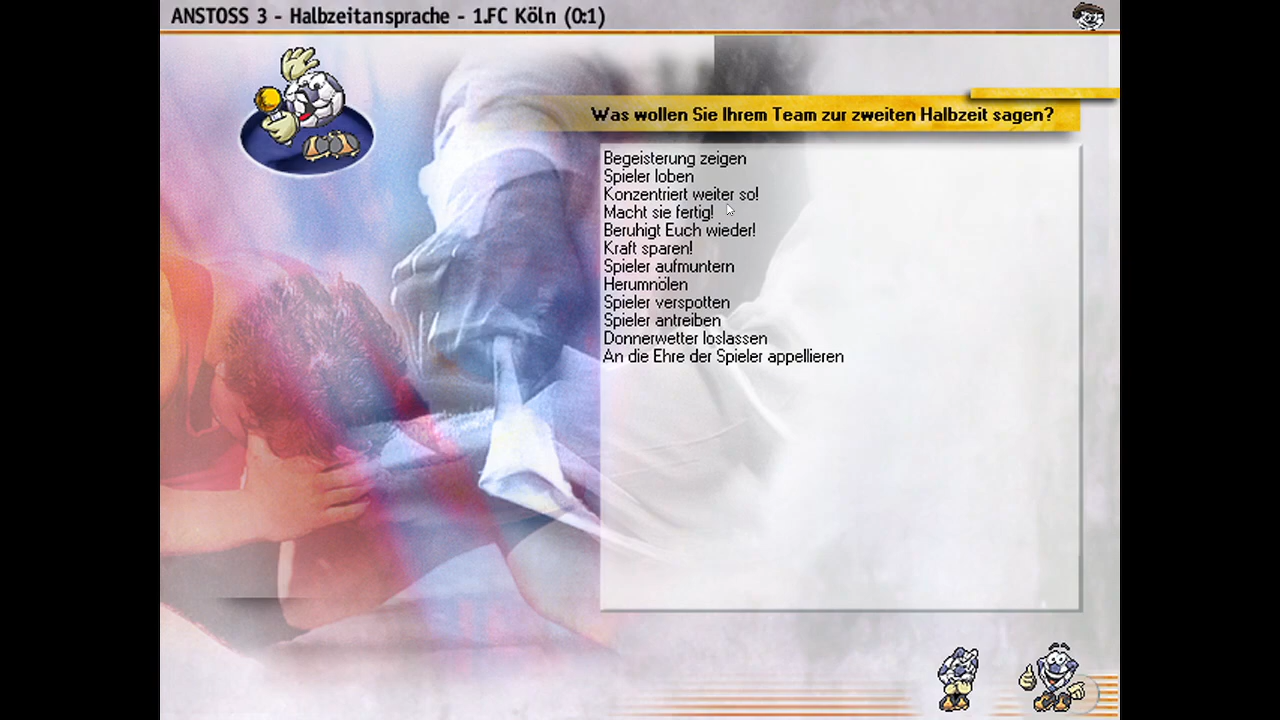 ANSTOSS 3 - Halbzeitansprache - 1.FC Köln (0:1)
Was wollen Sie Ihrem Team zur zweiten Halbzeit sagen?
Begeisterung zeigen
Spieler loben
Konzentriert weiter so!
Macht sie fertig!
Beruhigt Euch wieder!
Kraft sparen!
Spieler aufmuntern
Herumnölen
Spieler verspotten
Spieler antreiben
Donnerwetter loslassen
An die Ehre der Spieler appellieren